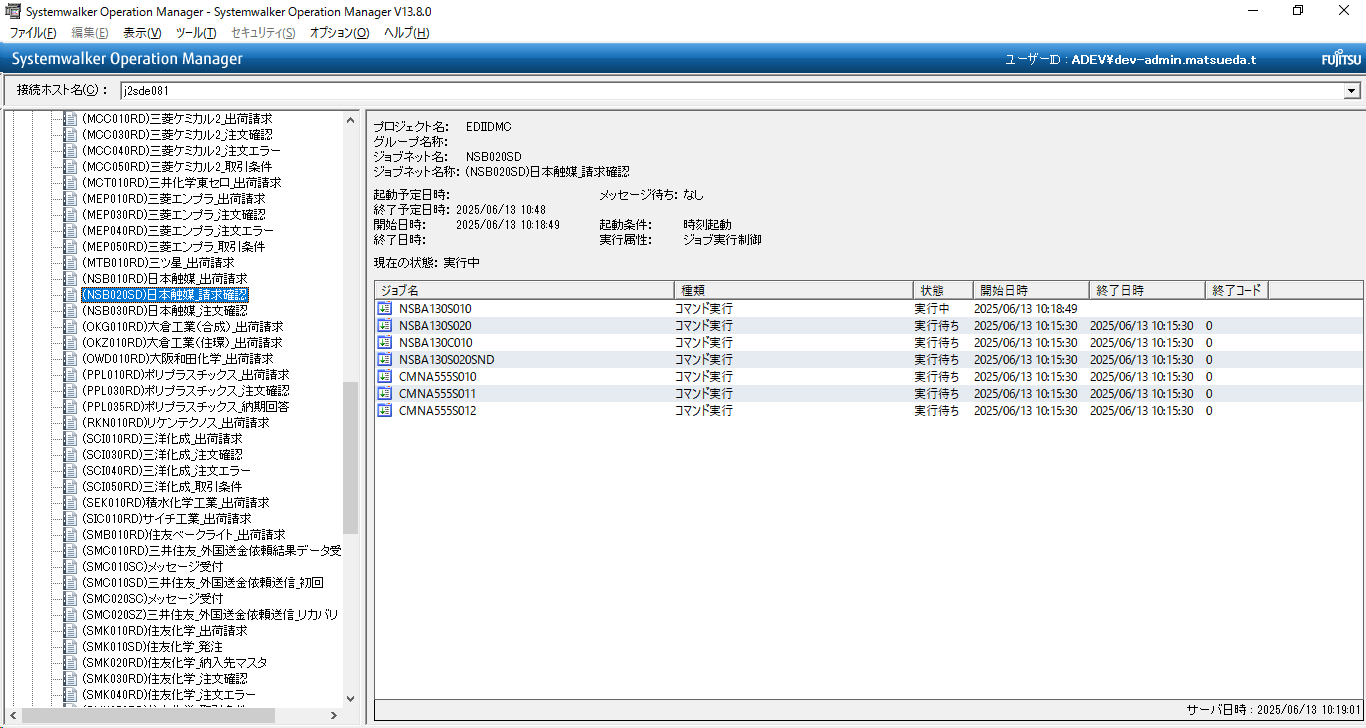 Systemwalker Operation Manager - Systemwalker Operation Manager V13.8.0
ファイル(F) 編集(E) 表示(V) ツール(T) セキュリティ(S) オプション(O) ヘルプ(H)
Systemwalker Operation Manager ユーザーID : ADEV¥dev-admin.matsueda.t FUJITSU
接続ホスト名(C) : j2sde081
(MCC010RD)三菱ケミカル2_出荷請求
(MCC030RD)三菱ケミカル2_注文確認
(MCC040RD)三菱ケミカル2_注文エラー
(MCC050RD)三菱ケミカル2_取引条件
(MCT010RD)三井化学東セロ_出荷請求
(MEP010RD)三菱エンプラ_出荷請求
(MEP030RD)三菱エンプラ_注文確認
(MEP040RD)三菱エンプラ_注文エラー
(MEP050RD)三菱エンプラ_取引条件
(MTB010RD)三ツ星_出荷請求
(NSB010RD)日本触媒_出荷請求
(NSB020SD)日本触媒_請求確認
(NSB030RD)日本触媒_注文確認
(OKG010RD)大倉工業(合成)_出荷請求
(OKZ010RD)大倉工業(住環)_出荷請求
(OWD010RD)大阪和田化学_出荷請求
(PPL010RD)ポリプラスチックス_出荷請求
(PPL030RD)ポリプラスチックス_注文確認
(PPL035RD)ポリプラスチックス_納期回答
(RKN010RD)リケンテクノス_出荷請求
(SCI010RD)三洋化成_出荷請求
(SCI030RD)三洋化成_注文確認
(SCI040RD)三洋化成_注文エラー
(SCI050RD)三洋化成_取引条件
(SEK010RD)積水化学工業_出荷請求
(SIC010RD)サイチ工業_出荷請求
(SMB010RD)住友ベークライト_出荷請求
(SMC010RD)三井住友_外国送金依頼結果データ受
(SMC010SC)メッセージ受付
(SMC010SD)三井住友_外国送金依頼送信_初回
(SMC020SC)メッセージ受付
(SMC020SZ)三井住友_外国送金依頼送信_リカバリ
(SMK010RD)住友化学_出荷請求
(SMK010SD)住友化学_発注
(SMK020RD)住友化学_納入先マスタ
(SMK030RD)住友化学_注文確認
(SMK040RD)住友化学_注文エラー
プロジェクト名: EDIIDMC
グループ名称:
ジョブネット名: NSB020SD
ジョブネット名称: (NSB020SD)日本触媒_請求確認
起動予定日時: メッセージ待ち: なし
終了予定日時: 2025/06/13 10:48
開始日時: 2025/06/13 10:18:49 起動条件: 時刻起動
終了日時: 実行属性: ジョブ実行制御
現在の状態: 実行中
ジョブ名 種類 状態 開始日時 終了日時 終了コード
NSBA130S010 コマンド実行 実行中 2025/06/13 10:18:49
NSBA130S020 コマンド実行 実行待ち 2025/06/13 10:15:30 2025/06/13 10:15:30 0
NSBA130C010 コマンド実行 実行待ち 2025/06/13 10:15:30 2025/06/13 10:15:30 0
NSBA130S020SND コマンド実行 実行待ち 2025/06/13 10:15:30 2025/06/13 10:15:30 0
CMNA555S010 コマンド実行 実行待ち 2025/06/13 10:15:30 2025/06/13 10:15:30 0
CMNA555S011 コマンド実行 実行待ち 2025/06/13 10:15:30 2025/06/13 10:15:30 0
CMNA555S012 コマンド実行 実行待ち 2025/06/13 10:15:30 2025/06/13 10:15:30 0
サーバ日時 : 2025/06/13 10:19:01